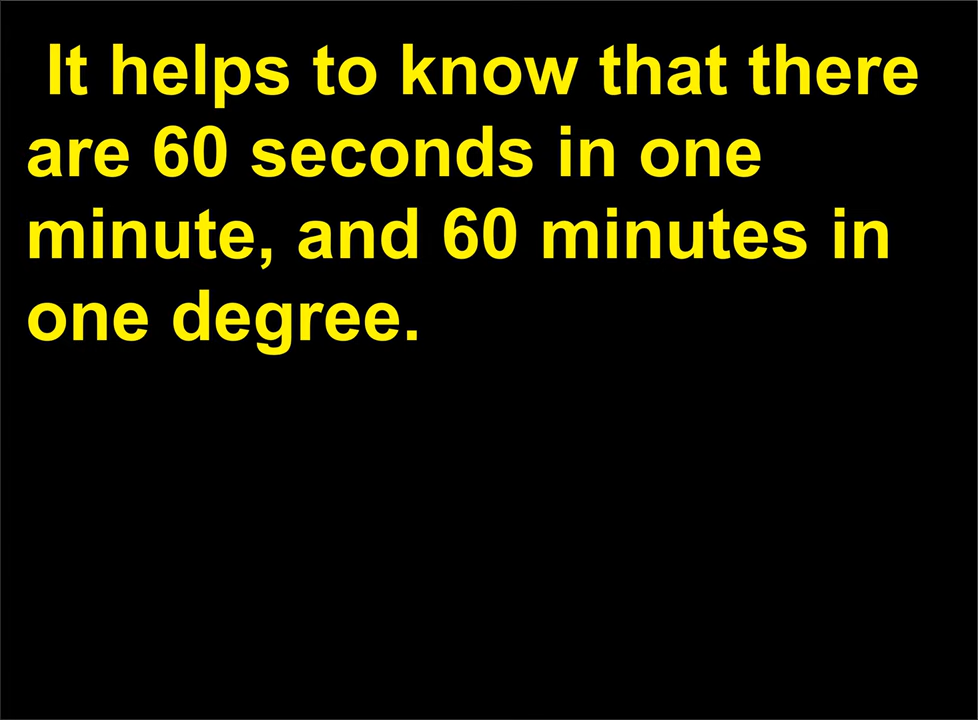 It helps to know that there
are 60 seconds in one
minute, and 60 minutes in
one degree.